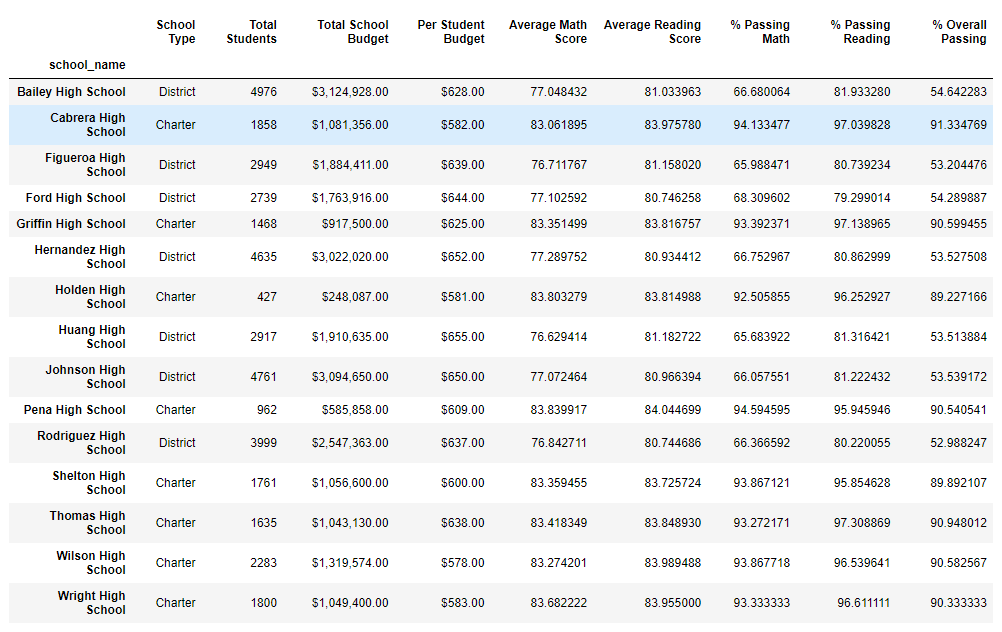 School Type Total Students Total School Budget Per Student Budget Average Math Score Average Reading Score % Passing Math % Passing Reading % Overall Passing
school_name
Bailey High School District 4976 $3,124,928.00 $628.00 77.048432 81.033963 66.680064 81.933280 54.642283
Cabrera High School Charter 1858 $1,081,356.00 $582.00 83.061895 83.975780 94.133477 97.039828 91.334769
Figueroa High School District 2949 $1,884,411.00 $639.00 76.711767 81.158020 65.988471 80.739234 53.204476
Ford High School District 2739 $1,763,916.00 $644.00 77.102592 80.746258 68.309602 79.299014 54.289887
Griffin High School Charter 1468 $917,500.00 $625.00 83.351499 83.816757 93.392371 97.138965 90.599455
Hernandez High School District 4635 $3,022,020.00 $652.00 77.289752 80.934412 66.752967 80.862999 53.527508
Holden High School Charter 427 $248,087.00 $581.00 83.803279 83.814988 92.505855 96.252927 89.227166
Huang High School District 2917 $1,910,635.00 $655.00 76.629414 81.182722 65.683922 81.316421 53.513884
Johnson High School District 4761 $3,094,650.00 $650.00 77.072464 80.966394 66.057551 81.222432 53.539172
Pena High School Charter 962 $585,858.00 $609.00 83.839917 84.044699 94.594595 95.945946 90.540541
Rodriguez High School District 3999 $2,547,363.00 $637.00 76.842711 80.744686 66.366592 80.220055 52.988247
Shelton High School Charter 1761 $1,056,600.00 $600.00 83.359455 83.725724 93.867121 95.854628 89.892107
Thomas High School Charter 1635 $1,043,130.00 $638.00 83.418349 83.848930 93.272171 97.308869 90.948012
Wilson High School Charter 2283 $1,319,574.00 $578.00 83.274201 83.989488 93.867718 96.539641 90.582567
Wright High School Charter 1800 $1,049,400.00 $583.00 83.682222 83.955000 93.333333 96.611111 90.333333